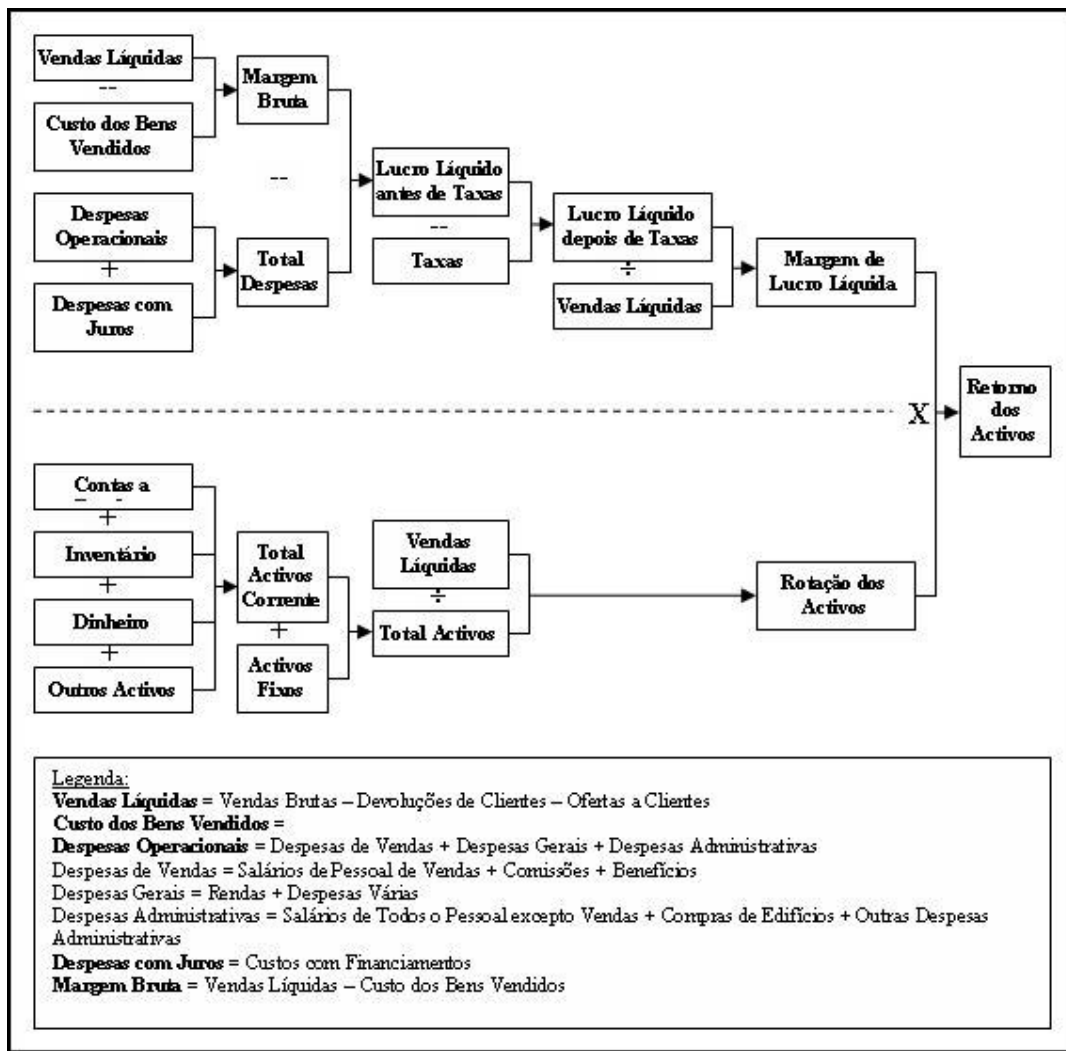 Vendas Líquidas
--
Custo dos Bens
Vendidos
Margem
Bruta
--
Despesas
Operacionais
+
Despesas com
Juros
Total
Despesas
Lucro Líquido
antes de Taxas
--
Taxas
Lucro Líquido
depois de Taxas
÷
Vendas Líquidas
Margem de
Lucro Líquida
X
Retorno
dos
Activos
Contas a
+
Inventário
+
Dinheiro
+
Outros Activos
Total
Activos
Corrente
+
Activos
Fixos
Vendas
Líquidas
÷
Total Activos
Rotação dos
Activos
Legenda:
Vendas Líquidas = Vendas Brutas – Devoluções de Clientes – Ofertas a Clientes
Custo dos Bens Vendidos =
Despesas Operacionais = Despesas de Vendas + Despesas Gerais + Despesas Administrativas
Despesas de Vendas = Salários de Pessoal de Vendas + Comissões + Benefícios
Despesas Gerais = Rendas + Despesas Várias
Despesas Administrativas = Salários de Todos o Pessoal excepto Vendas + Compras de Edifícios + Outras Despesas
Administrativas
Despesas com Juros = Custos com Financiamentos
Margem Bruta = Vendas Líquidas – Custo dos Bens Vendidos